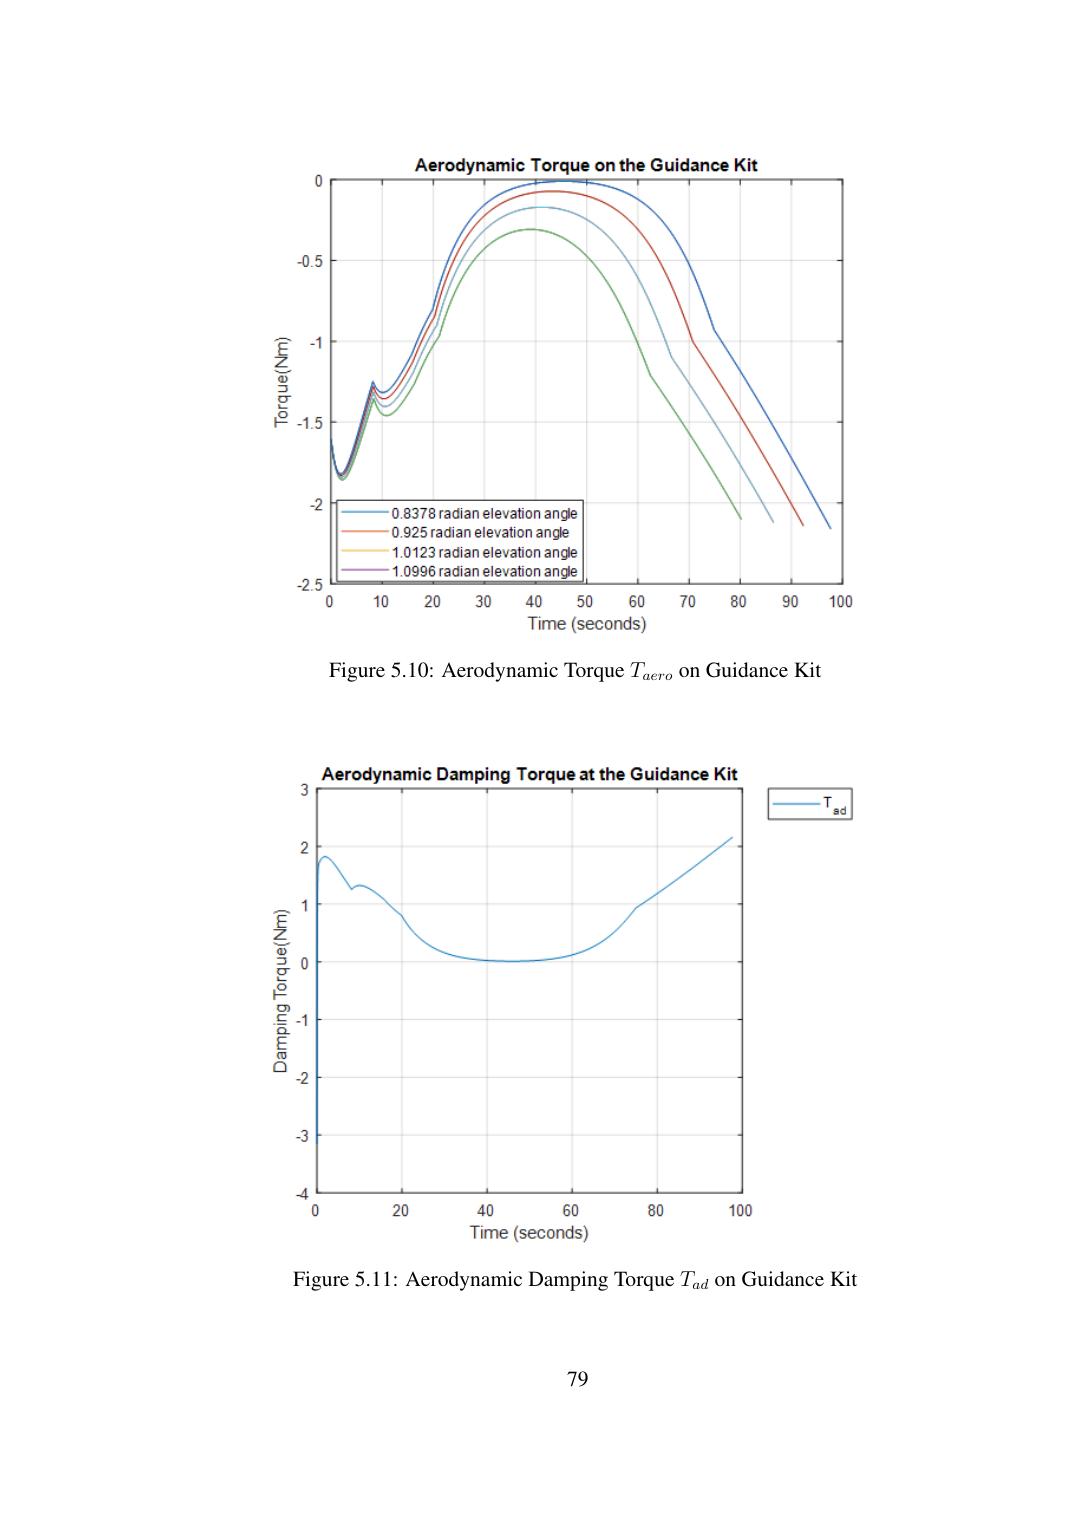 Aerodynamic Torque on the Guidance Kit
0
-0.5
-1
-1.5
-2
-2.5
Torque(Nm)
0.8378 radian elevation angle
0.925 radian elevation angle
1.0123 radian elevation angle
1.0996 radian elevation angle
0 10 20 30 40 50 60 70 80 90 100
Time (seconds)
Figure 5.10: Aerodynamic Torque T_aero on Guidance Kit
Aerodynamic Damping Torque at the Guidance Kit
3
2
1
0
-1
-2
-3
-4
Damping Torque(Nm)
T_ad
0 20 40 60 80 100
Time (seconds)
Figure 5.11: Aerodynamic Damping Torque T_ad on Guidance Kit
79